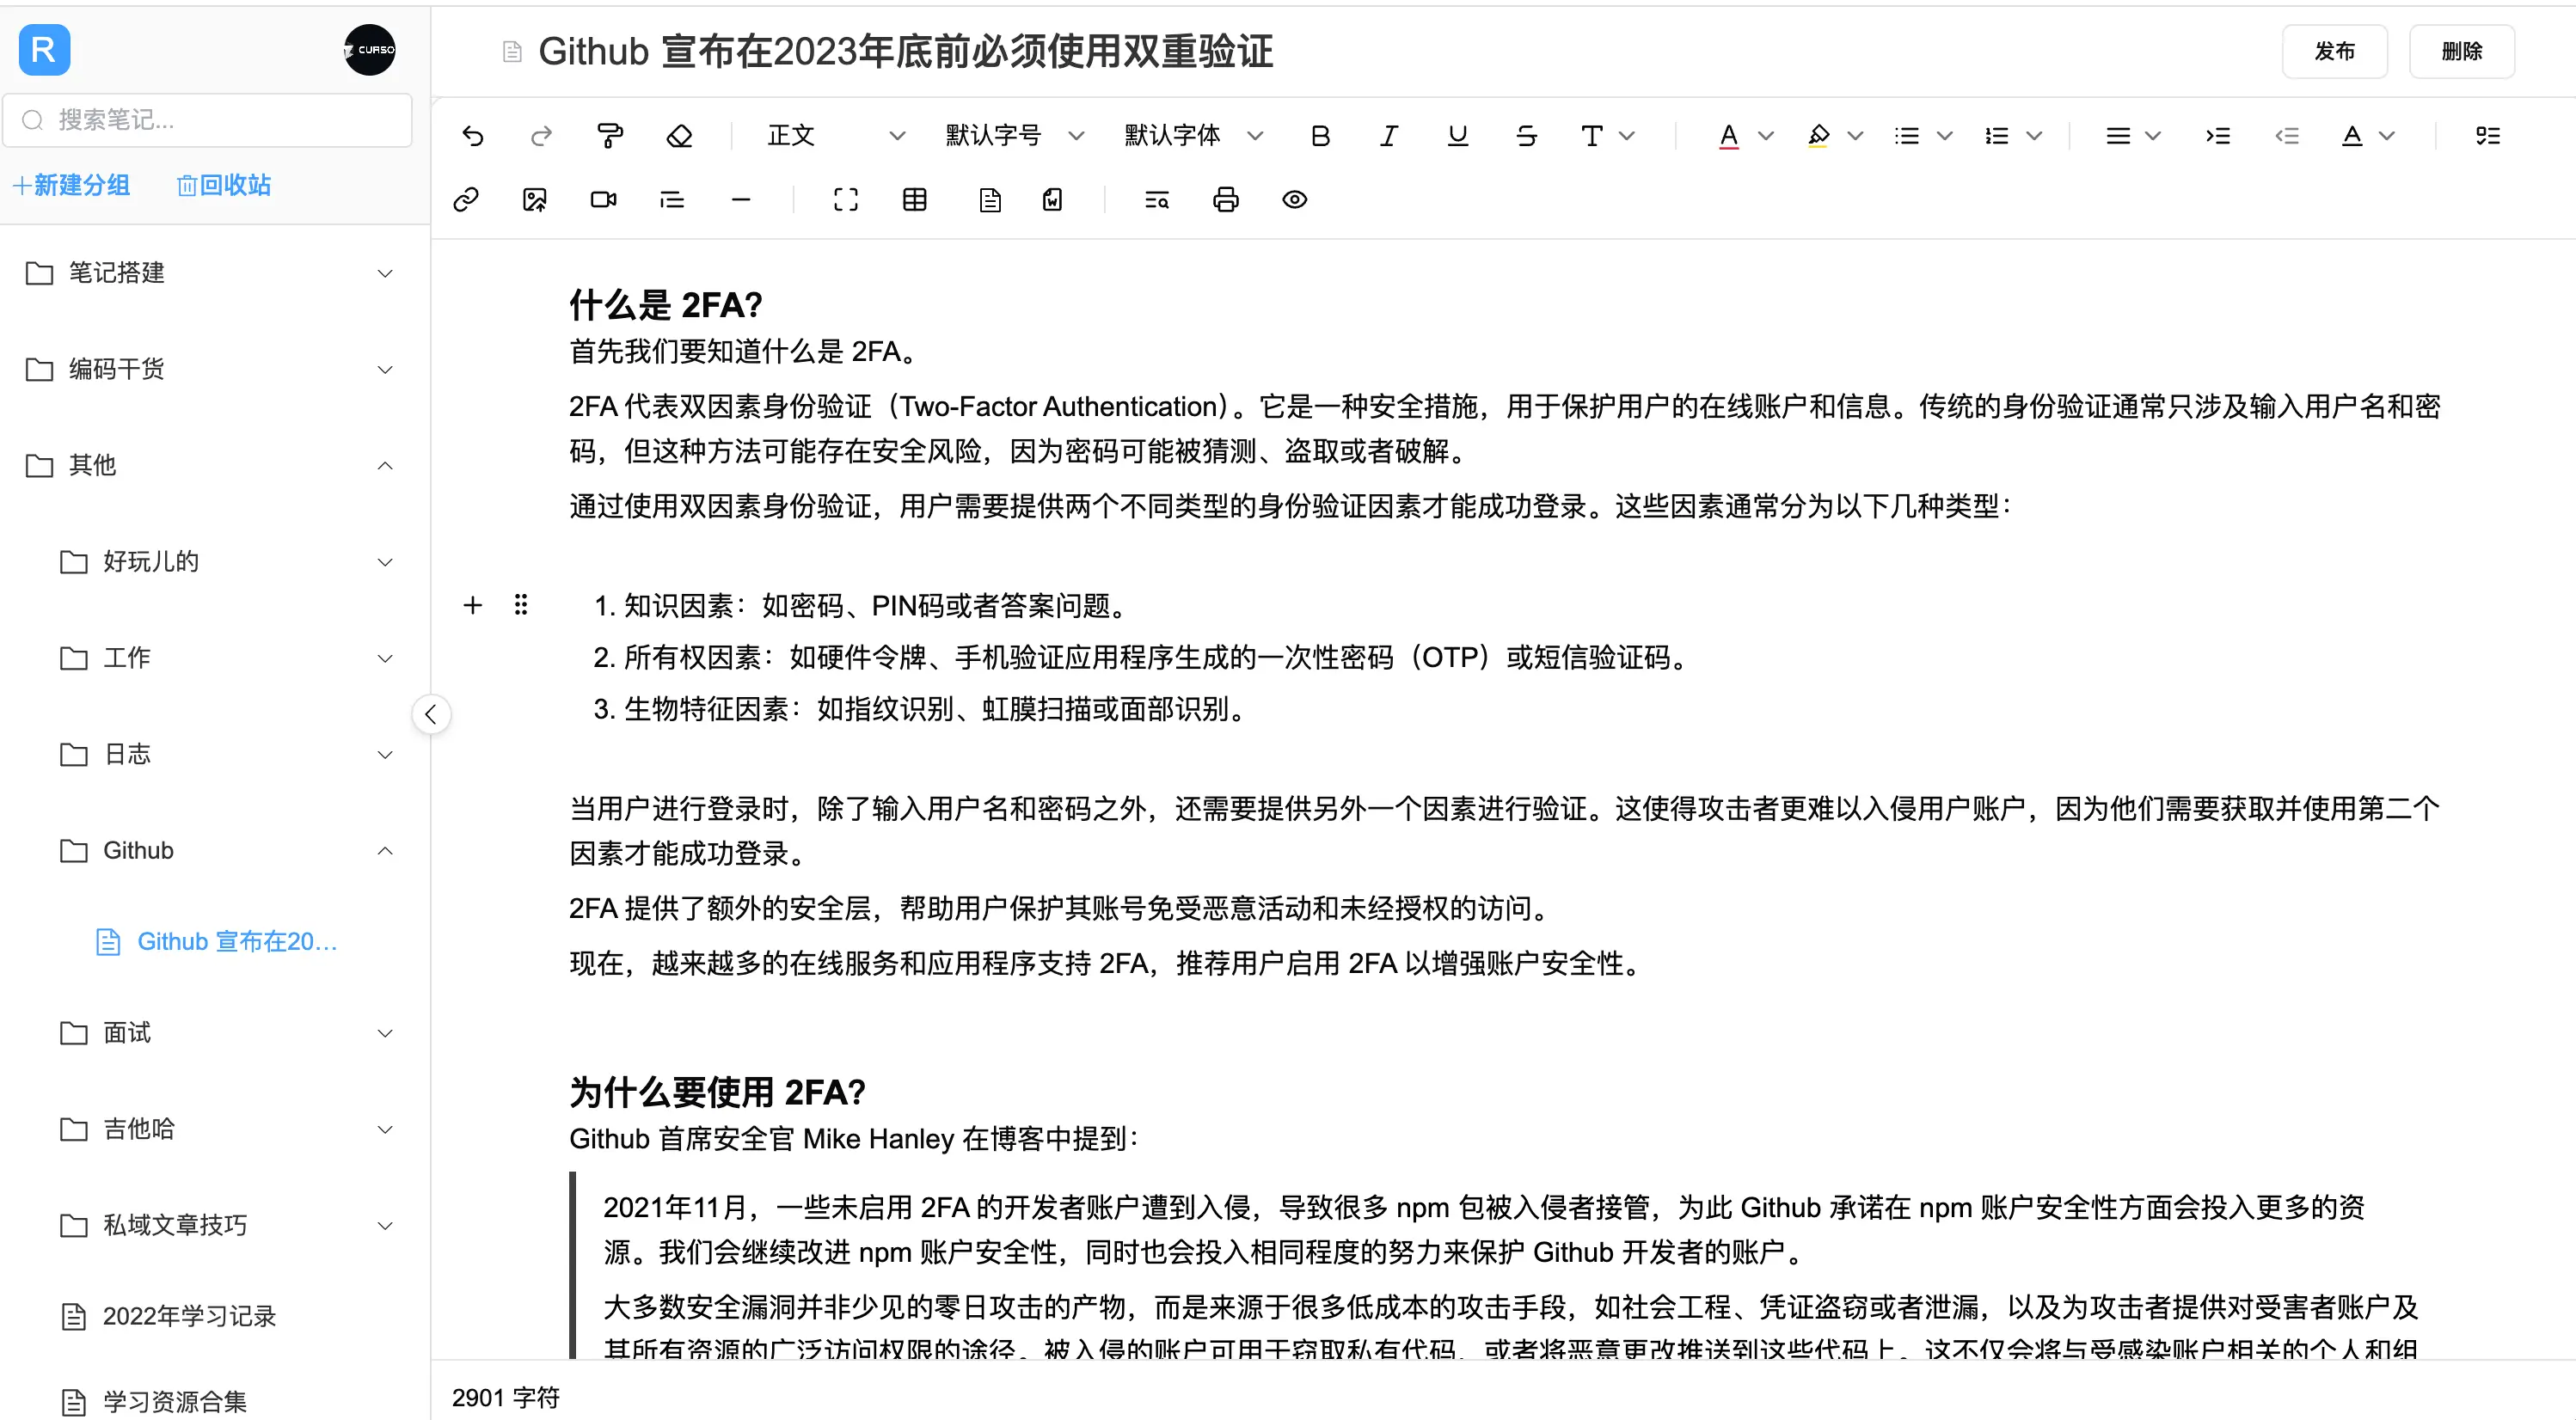 R
CURSO
搜索笔记...
新建分组
回收站
笔记搭建
编码干货
其他
好玩儿的
工作
日志
Github
Github 宣布在20...
面试
吉他哈
私域文章技巧
2022年学习记录
学习资源合集
Github 宣布在2023年底前必须使用双重验证
发布
删除
正文
默认字号
默认字体
什么是 2FA?
首先我们要知道什么是 2FA。
2FA 代表双因素身份验证（Two-Factor Authentication）。它是一种安全措施，用于保护用户的在线账户和信息。传统的身份验证通常只涉及输入用户名和密
码，但这种方法可能存在安全风险，因为密码可能被猜测、盗取或者破解。
通过使用双因素身份验证，用户需要提供两个不同类型的身份验证因素才能成功登录。这些因素通常分为以下几种类型：
1. 知识因素：如密码、PIN码或者答案问题。
2. 所有权因素：如硬件令牌、手机验证应用程序生成的一次性密码（OTP）或短信验证码。
3. 生物特征因素：如指纹识别、虹膜扫描或面部识别。
当用户进行登录时，除了输入用户名和密码之外，还需要提供另外一个因素进行验证。这使得攻击者更难以入侵用户账户，因为他们需要获取并使用第二个
因素才能成功登录。
2FA 提供了额外的安全层，帮助用户保护其账号免受恶意活动和未经授权的访问。
现在，越来越多的在线服务和应用程序支持 2FA，推荐用户启用 2FA 以增强账户安全性。
为什么要使用 2FA?
Github 首席安全官 Mike Hanley 在博客中提到：
2021年11月，一些未启用 2FA 的开发者账户遭到入侵，导致很多 npm 包被入侵者接管，为此 Github 承诺在 npm 账户安全性方面会投入更多的资
源。我们会继续改进 npm 账户安全性，同时也会投入相同程度的努力来保护 Github 开发者的账户。
大多数安全漏洞并非少见的零日攻击的产物，而是来源于很多低成本的攻击手段，如社会工程、凭证盗窃或者泄漏，以及为攻击者提供对受害者账户及
其所有资源的广泛访问权限的途径。被入侵的账户可用于窃取私有代码，或者将恶意更改推送到这些代码上。这不仅会将与受感染账户相关的个人和组
2901 字符